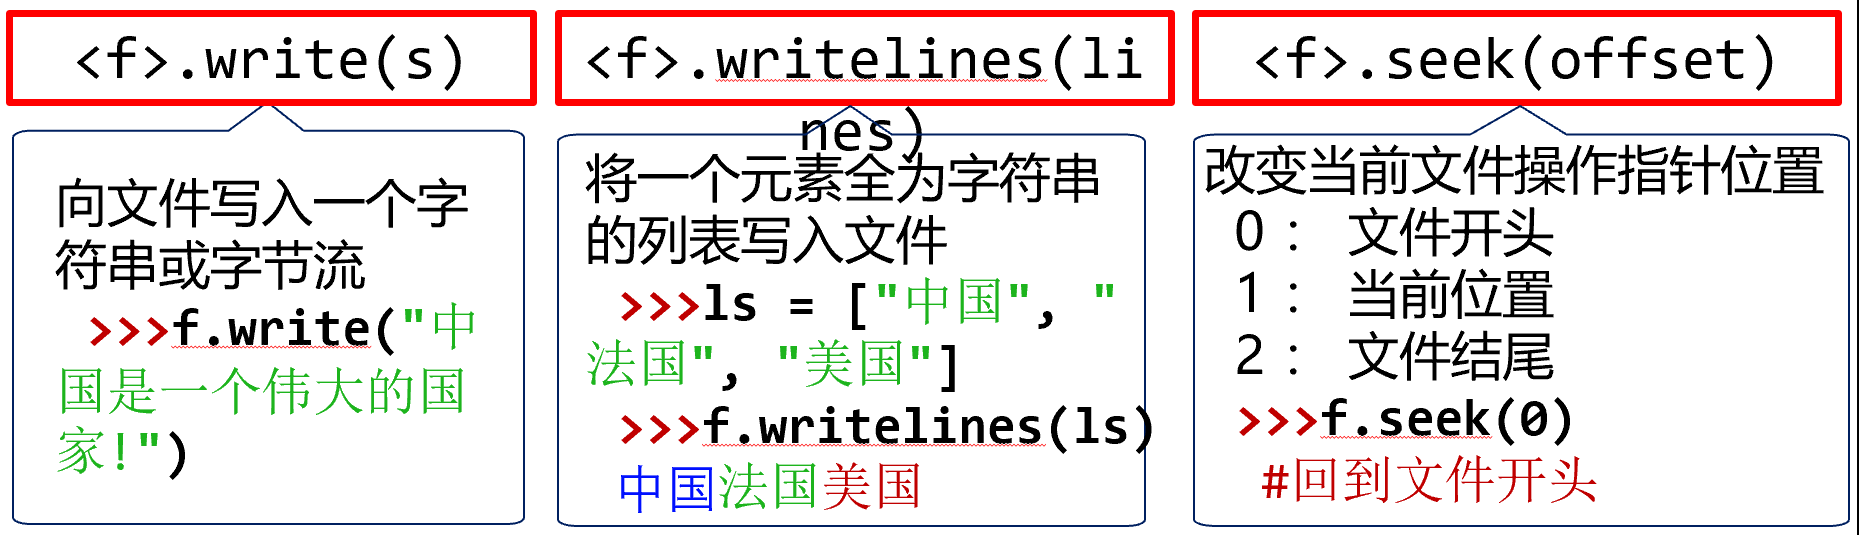 <f>.write(s)
向文件写入一个字
符串或字节流
>>>f.write("中
国是一个伟大的国
家!")
<f>.writelines(li
nes)
将一个元素全为字符串
的列表写入文件
>>>ls = ["中国", "
法国", "美国"]
>>>f.writelines(ls)
中国法国美国
<f>.seek(offset)
改变当前文件操作指针位置
0： 文件开头
1： 当前位置
2： 文件结尾
>>>f.seek(0)
#回到文件开头